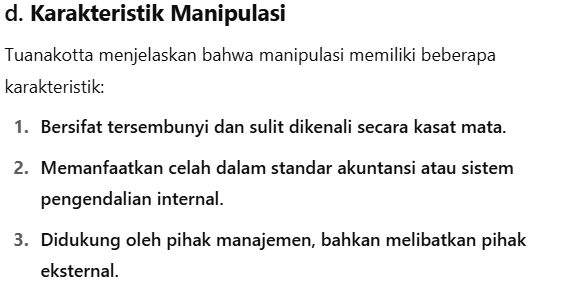 d. Karakteristik Manipulasi
Tuanakotta menjelaskan bahwa manipulasi memiliki beberapa
karakteristik:
1. Bersifat tersembunyi dan sulit dikenali secara kasat mata.
2. Memanfaatkan celah dalam standar akuntansi atau sistem
pengendalian internal.
3. Didukung oleh pihak manajemen, bahkan melibatkan pihak
eksternal.